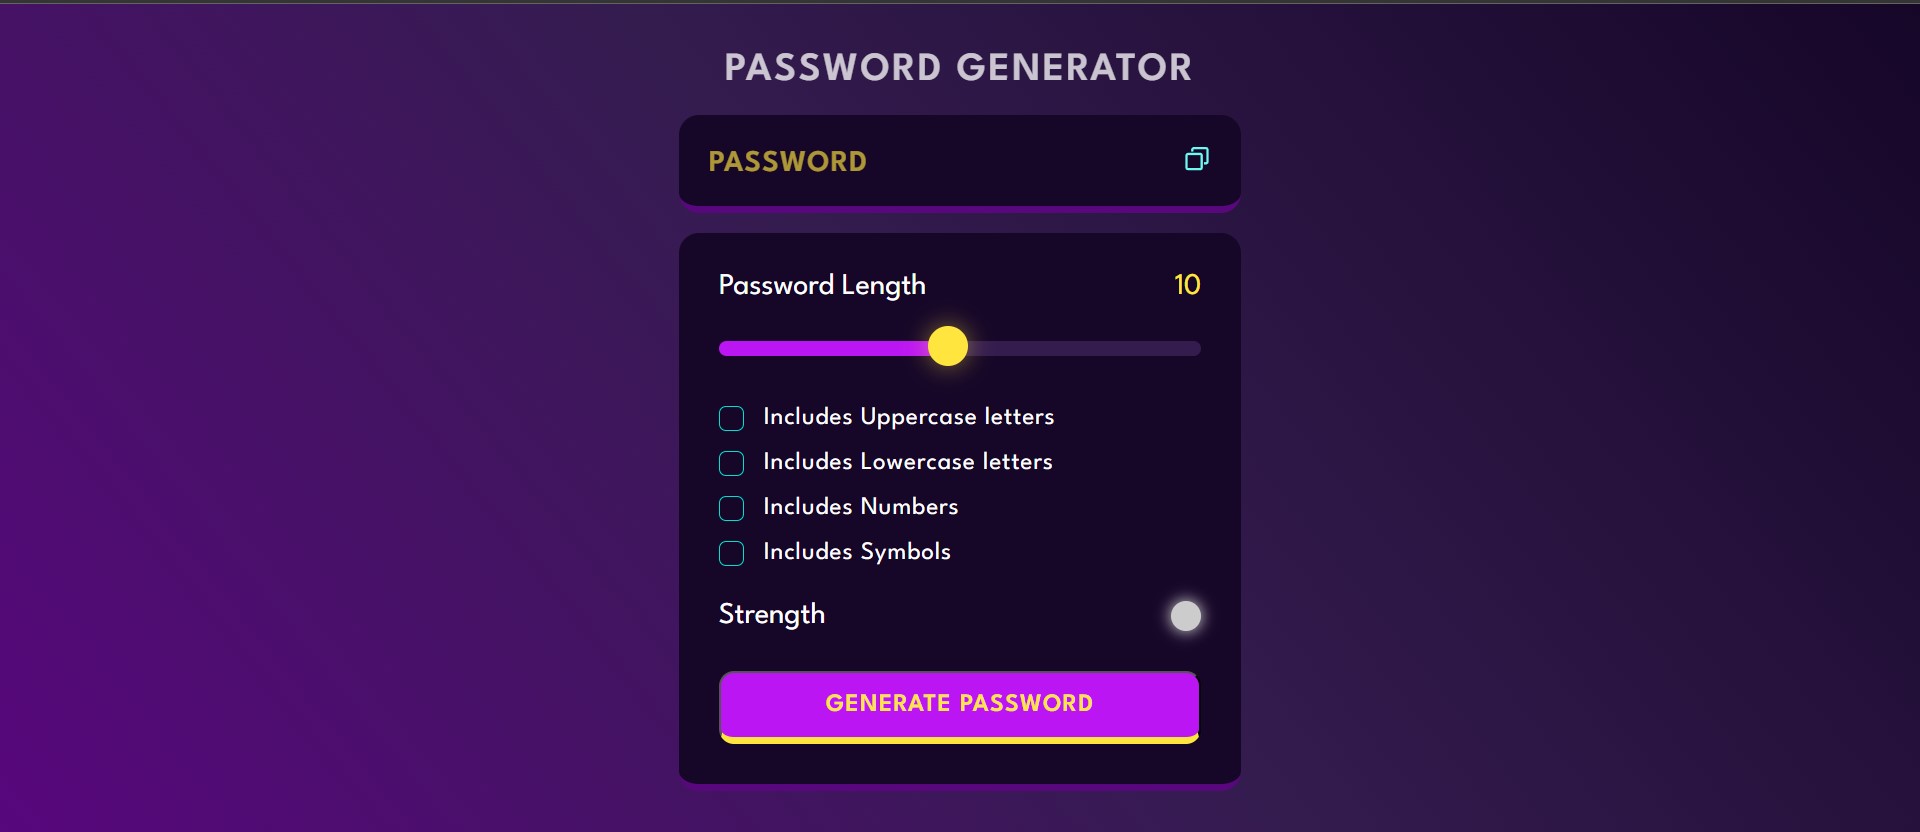 PASSWORD GENERATOR
PASSWORD
Password Length 10
Includes Uppercase letters
Includes Lowercase letters
Includes Numbers
Includes Symbols
Strength
GENERATE PASSWORD